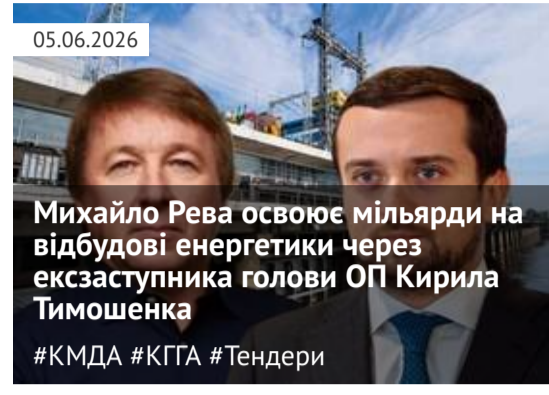 05.06.2026
Михайло Рева освоює мільярди на
відбудові енергетики через
ексзаступника голови ОП Кирила
Тимошенка
#КМДА #КГГА #Тендери